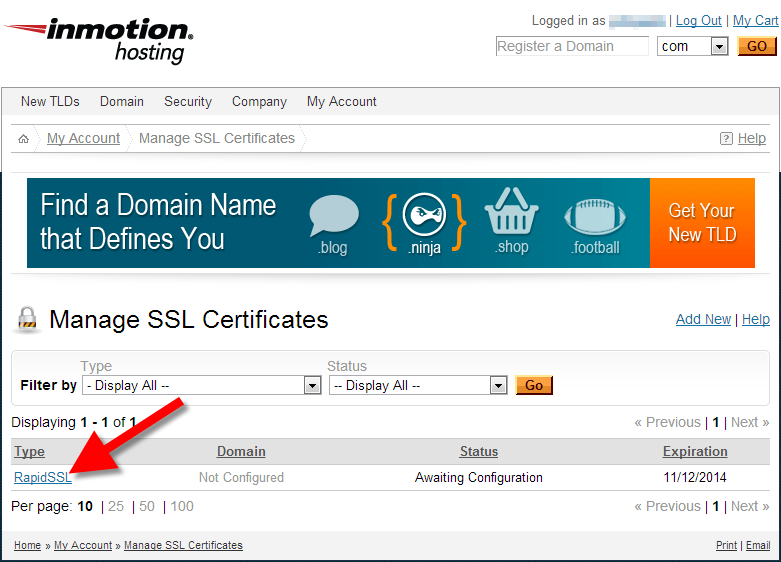 inmotion®
hosting
Logged in as | Log Out | My Cart
Register a Domain com GO
New TLDs Domain Security Company My Account
My Account Manage SSL Certificates ? Help
Find a Domain Name
that Defines You
.blog
{.ninja}
.shop
.football
Get Your
New TLD
Manage SSL Certificates
Add New | Help
Type Status
Filter by - Display All -- -- Display All -- Go
Displaying 1 - 1 of 1
« Previous | 1 | Next »
Type Domain Status Expiration
RapidSSL Not Configured Awaiting Configuration 11/12/2014
Per page: 10 | 25 | 50 | 100
« Previous | 1 | Next »
Home » My Account » Manage SSL Certificates
Print | Email